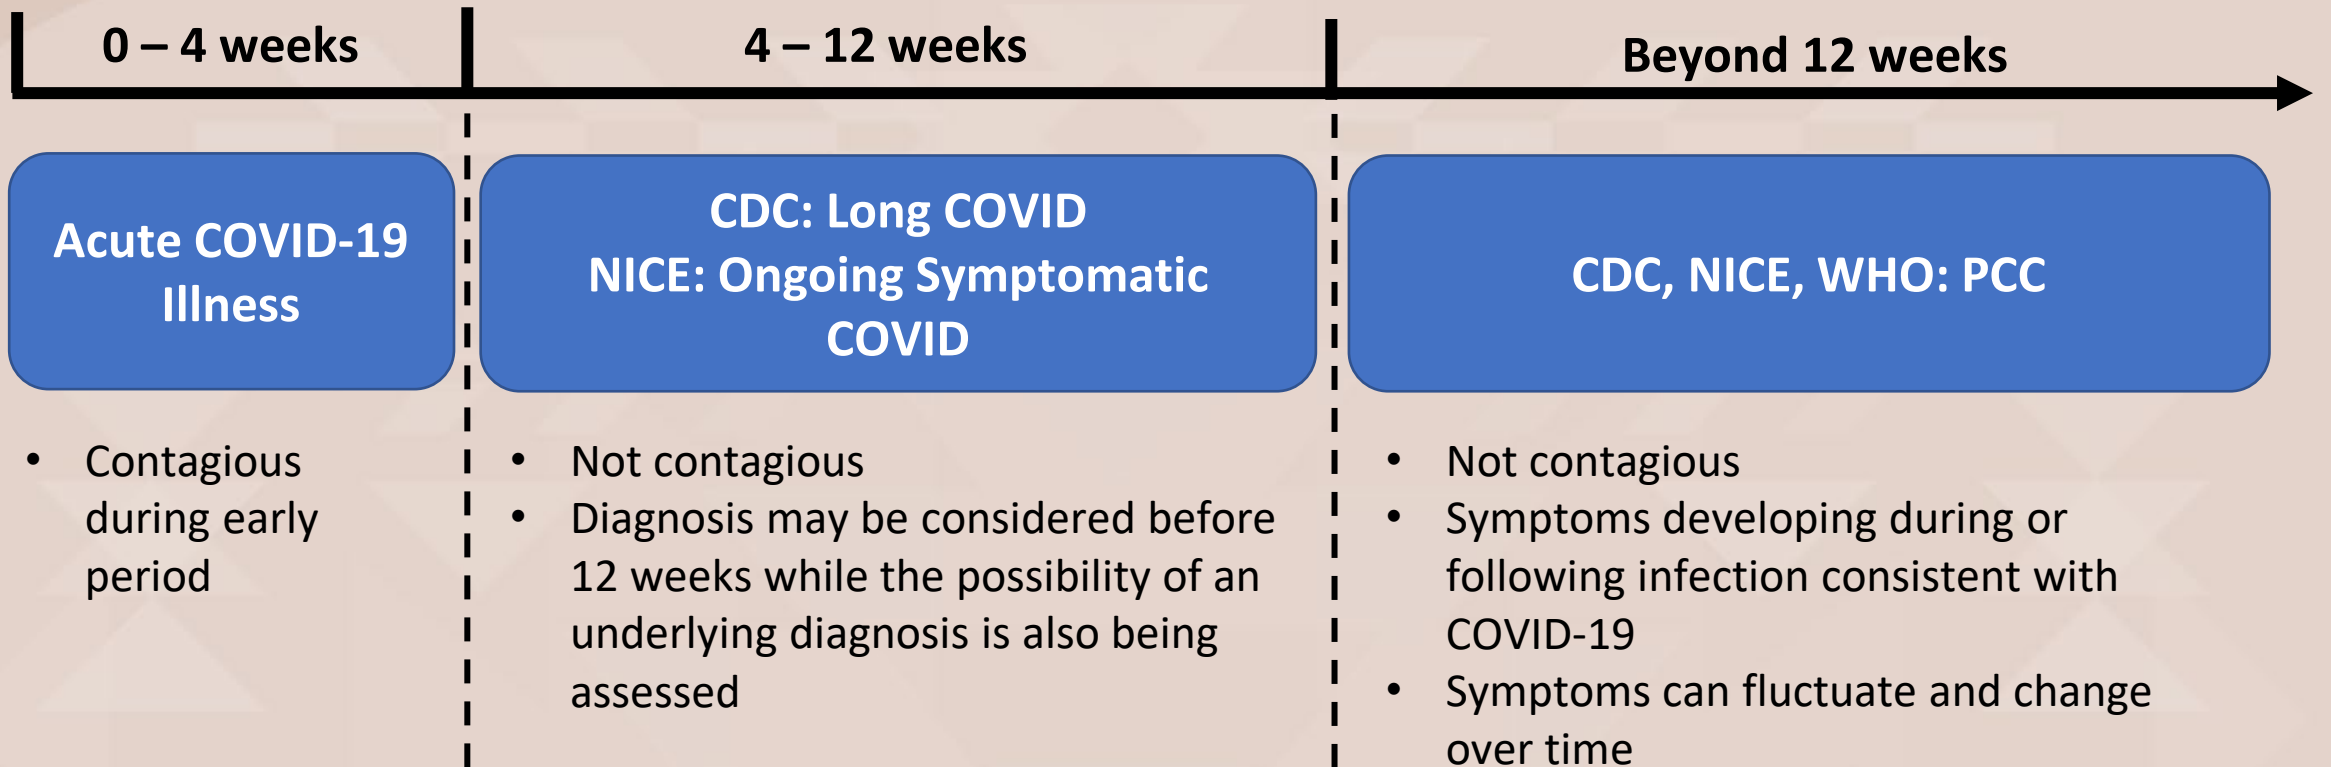 0 – 4 weeks
4 – 12 weeks
Beyond 12 weeks
Acute COVID-19
Illness
CDC: Long COVID
NICE: Ongoing Symptomatic
COVID
CDC, NICE, WHO: PCC
• Contagious
during early
period
• Not contagious
• Diagnosis may be considered before
12 weeks while the possibility of an
underlying diagnosis is also being
assessed
• Not contagious
• Symptoms developing during or
following infection consistent with
COVID-19
• Symptoms can fluctuate and change
over time